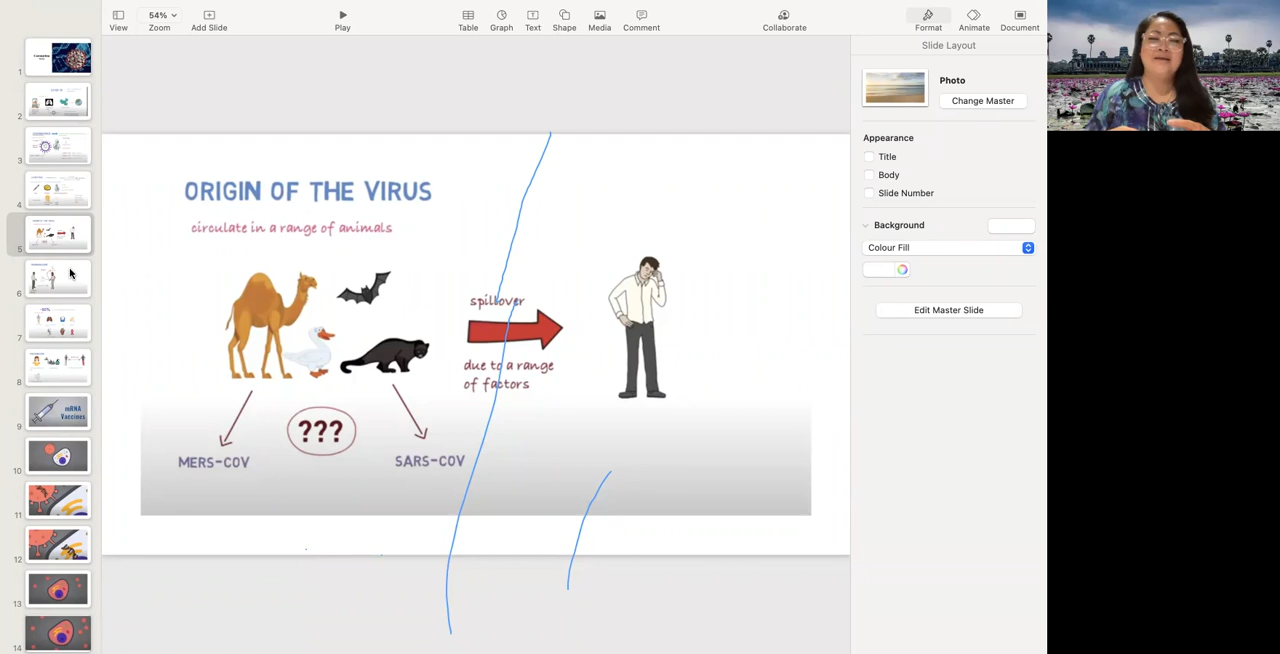 54%
View
Zoom
Add Slide
Play
Table
Graph
Text
Shape
Media
Comment
Collaborate
Format
Animate
Document
1
2
3
4
5
6
7
8
9
mRNA
Vaccines
10
11
12
13
14
ORIGIN OF THE VIRUS
circulate in a range of animals
spillover
due to a range
of factors
???
MERS-COV
SARS-COV
Slide Layout
Photo
Change Master
Appearance
Title
Body
Slide Number
Background
Colour Fill
Edit Master Slide